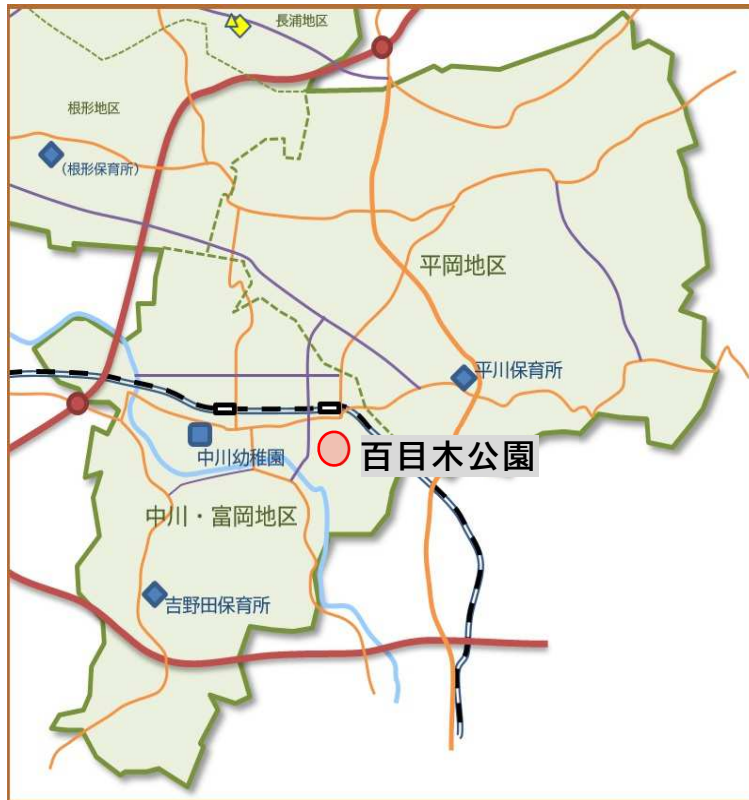 長浦地区
根形地区
(根形保育所)
平岡地区
平川保育所
百目木公園
中川幼稚園
中川・富岡地区
吉野田保育所